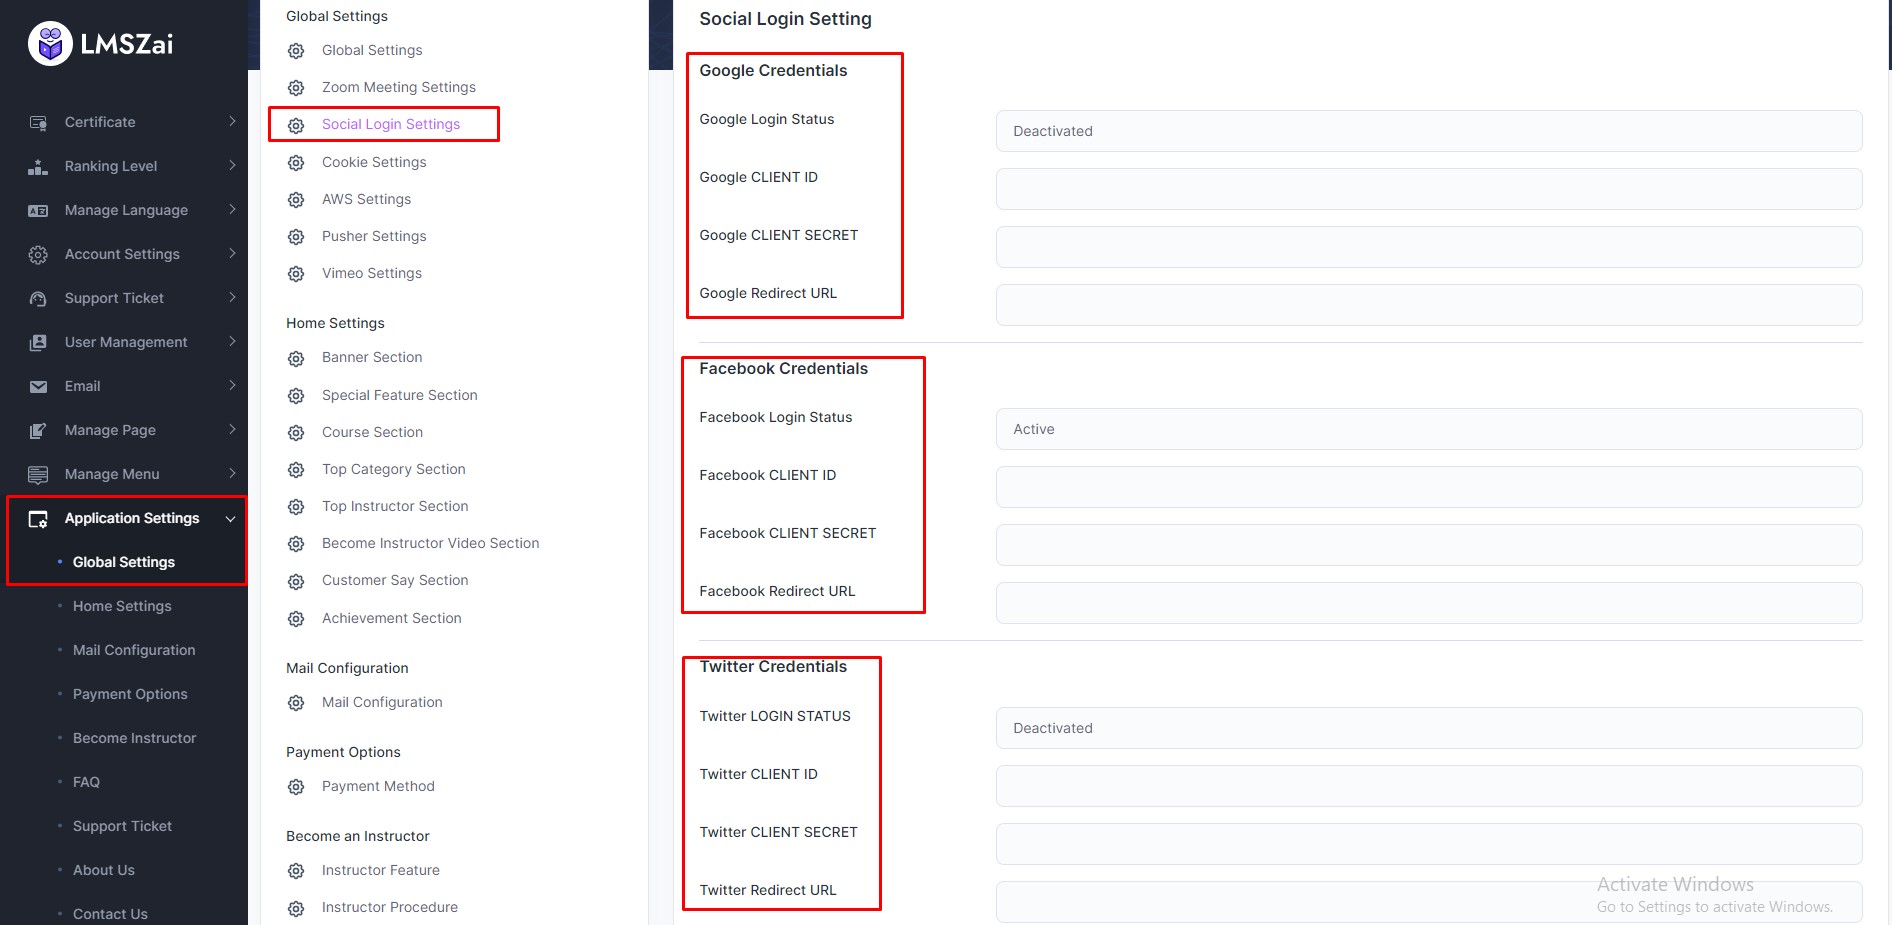 LMSZai
Certificate
Ranking Level
Manage Language
Account Settings
Support Ticket
User Management
Email
Manage Page
Manage Menu
Application Settings
Global Settings
Home Settings
Mail Configuration
Payment Options
Become Instructor
FAQ
Support Ticket
About Us
Contact Us
Global Settings
Global Settings
Zoom Meeting Settings
Social Login Settings
Cookie Settings
AWS Settings
Pusher Settings
Vimeo Settings
Home Settings
Banner Section
Special Feature Section
Course Section
Top Category Section
Top Instructor Section
Become Instructor Video Section
Customer Say Section
Achievement Section
Mail Configuration
Mail Configuration
Payment Options
Payment Method
Become an Instructor
Instructor Feature
Instructor Procedure
Social Login Setting
Google Credentials
Google Login Status
Deactivated
Google CLIENT ID
Google CLIENT SECRET
Google Redirect URL
Facebook Credentials
Facebook Login Status
Active
Facebook CLIENT ID
Facebook CLIENT SECRET
Facebook Redirect URL
Twitter Credentials
Twitter LOGIN STATUS
Deactivated
Twitter CLIENT ID
Twitter CLIENT SECRET
Twitter Redirect URL
Activate Windows
Go to Settings to activate Windows.